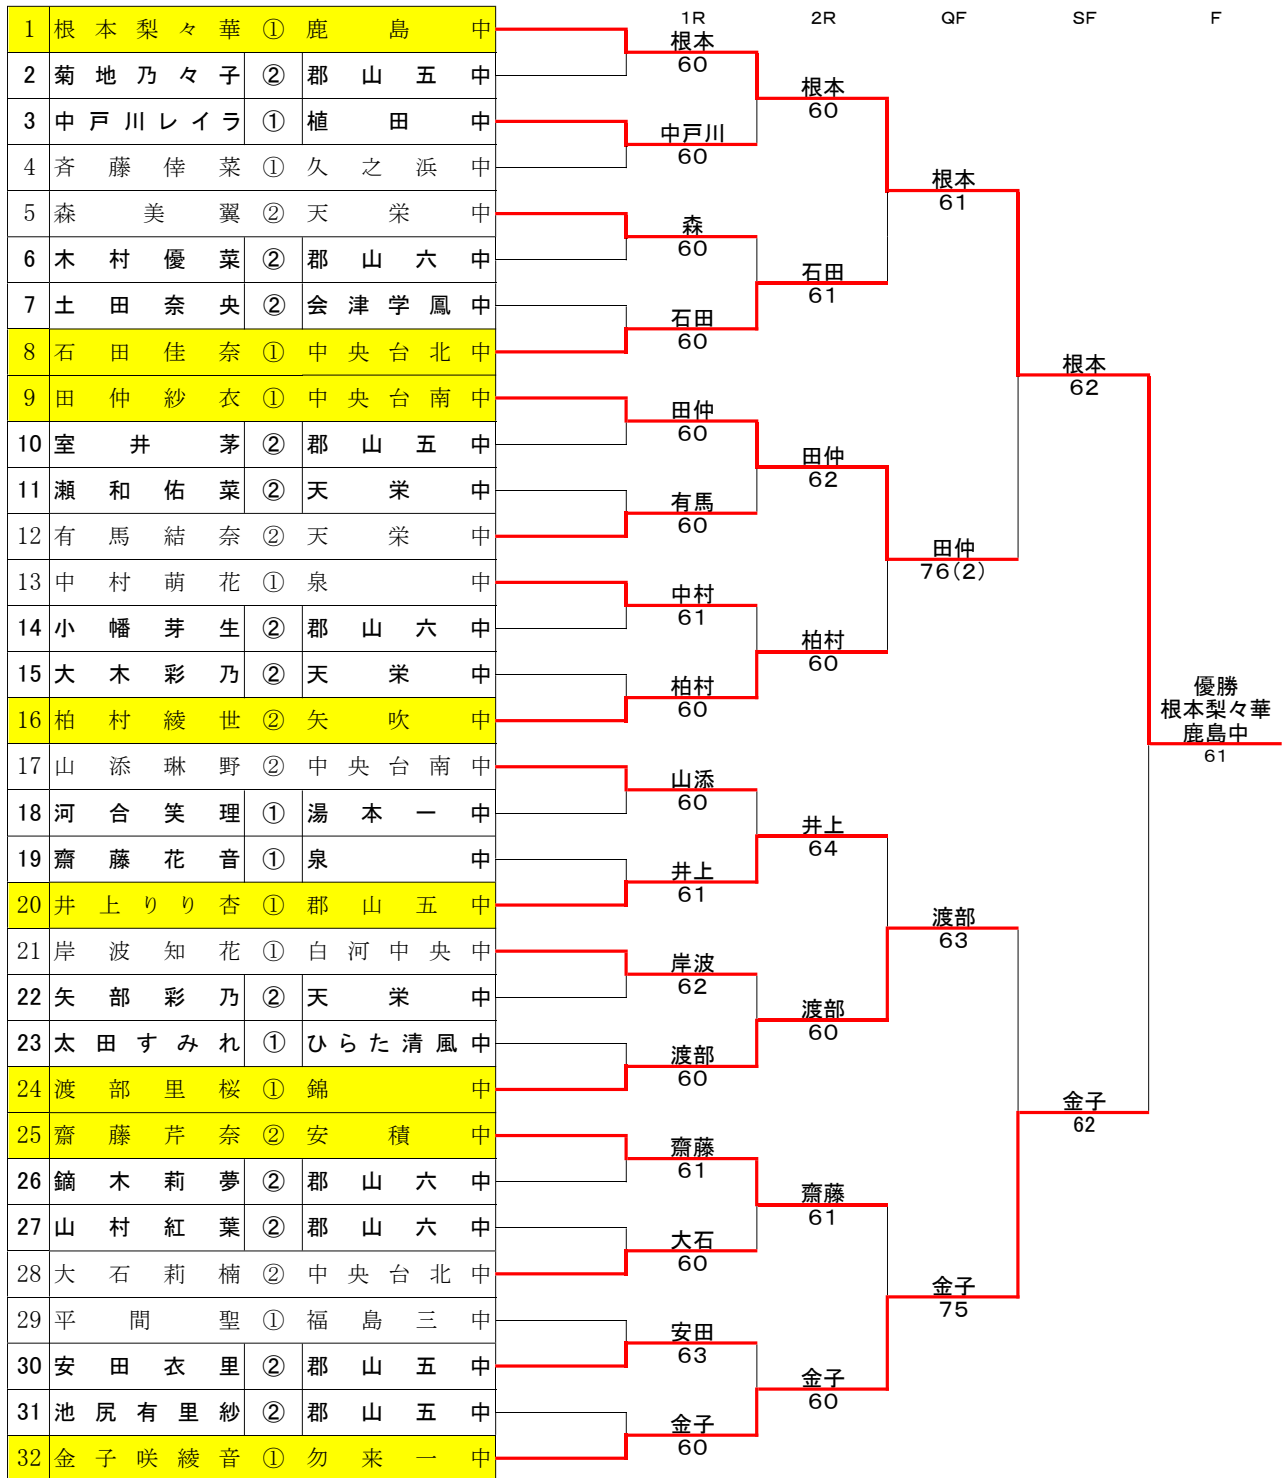 1R 2R QF SF F
1 根本梨々華 ① 鹿島中
2 菊地乃々子 ② 郡山五中
3 中戸川レイラ ① 植田中
4 斉藤倖菜 ① 久之浜中
5 森美翼 ② 天栄中
6 木村優菜 ② 郡山六中
7 土田奈央 ② 会津学鳳中
8 石田佳奈 ① 中央台北中
9 田仲紗衣 ① 中央台南中
10 室井茅 ② 郡山五中
11 瀬和佑菜 ② 天栄中
12 有馬結奈 ② 天栄中
13 中村萌花 ① 泉中
14 小幡芽生 ② 郡山六中
15 大木彩乃 ② 天栄中
16 柏村綾世 ② 矢吹中
17 山添琳野 ② 中央台南中
18 河合笑理 ① 湯本一中
19 齋藤花音 ① 泉中
20 井上りり杏 ① 郡山五中
21 岸波知花 ① 白河中央中
22 矢部彩乃 ② 天栄中
23 太田すみれ ① ひらた清風中
24 渡部里桜 ① 錦中
25 齋藤芹奈 ② 安積中
26 鏑木莉夢 ② 郡山六中
27 山村紅葉 ② 郡山六中
28 大石莉楠 ② 中央台北中
29 平間聖 ① 福島三中
30 安田衣里 ② 郡山五中
31 池尻有里紗 ② 郡山五中
32 金子咲綾音 ① 勿来一中
根本
60
中戸川
60
森
60
石田
60
田仲
60
有馬
60
中村
61
柏村
60
山添
60
井上
61
岸波
62
渡部
60
齋藤
61
大石
60
安田
63
金子
60
根本
60
石田
61
田仲
62
柏村
60
井上
64
渡部
60
齋藤
61
金子
60
根本
61
田仲
76(2)
渡部
63
金子
75
根本
62
金子
62
優勝
根本梨々華
鹿島中
61